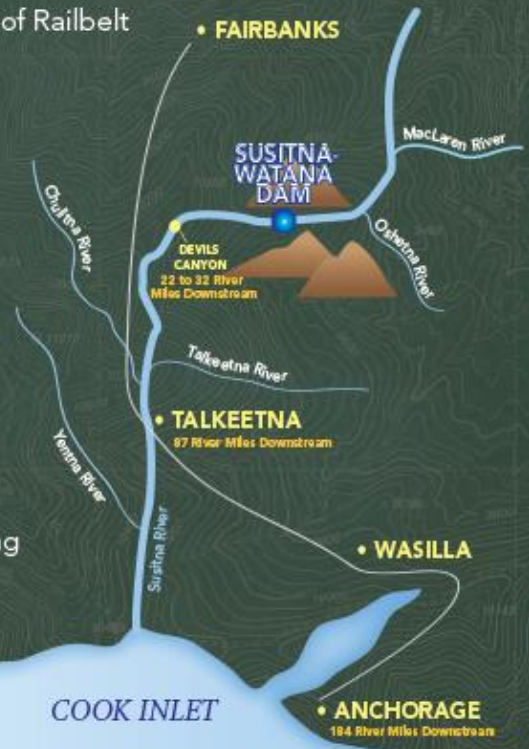 of Railbelt
FAIRBANKS
MacLaren River
SUSITNA-
WATANA
DAM
Chulitna River
Oshetna River
DEVILS
CANYON
22 to 32 River
Miles Downstream
Talkeetna River
TALKEETNA
87 River Miles Downstream
Yentna River
Susitna River
WASILLA
COOK INLET
ANCHORAGE
184 River Miles Downstream